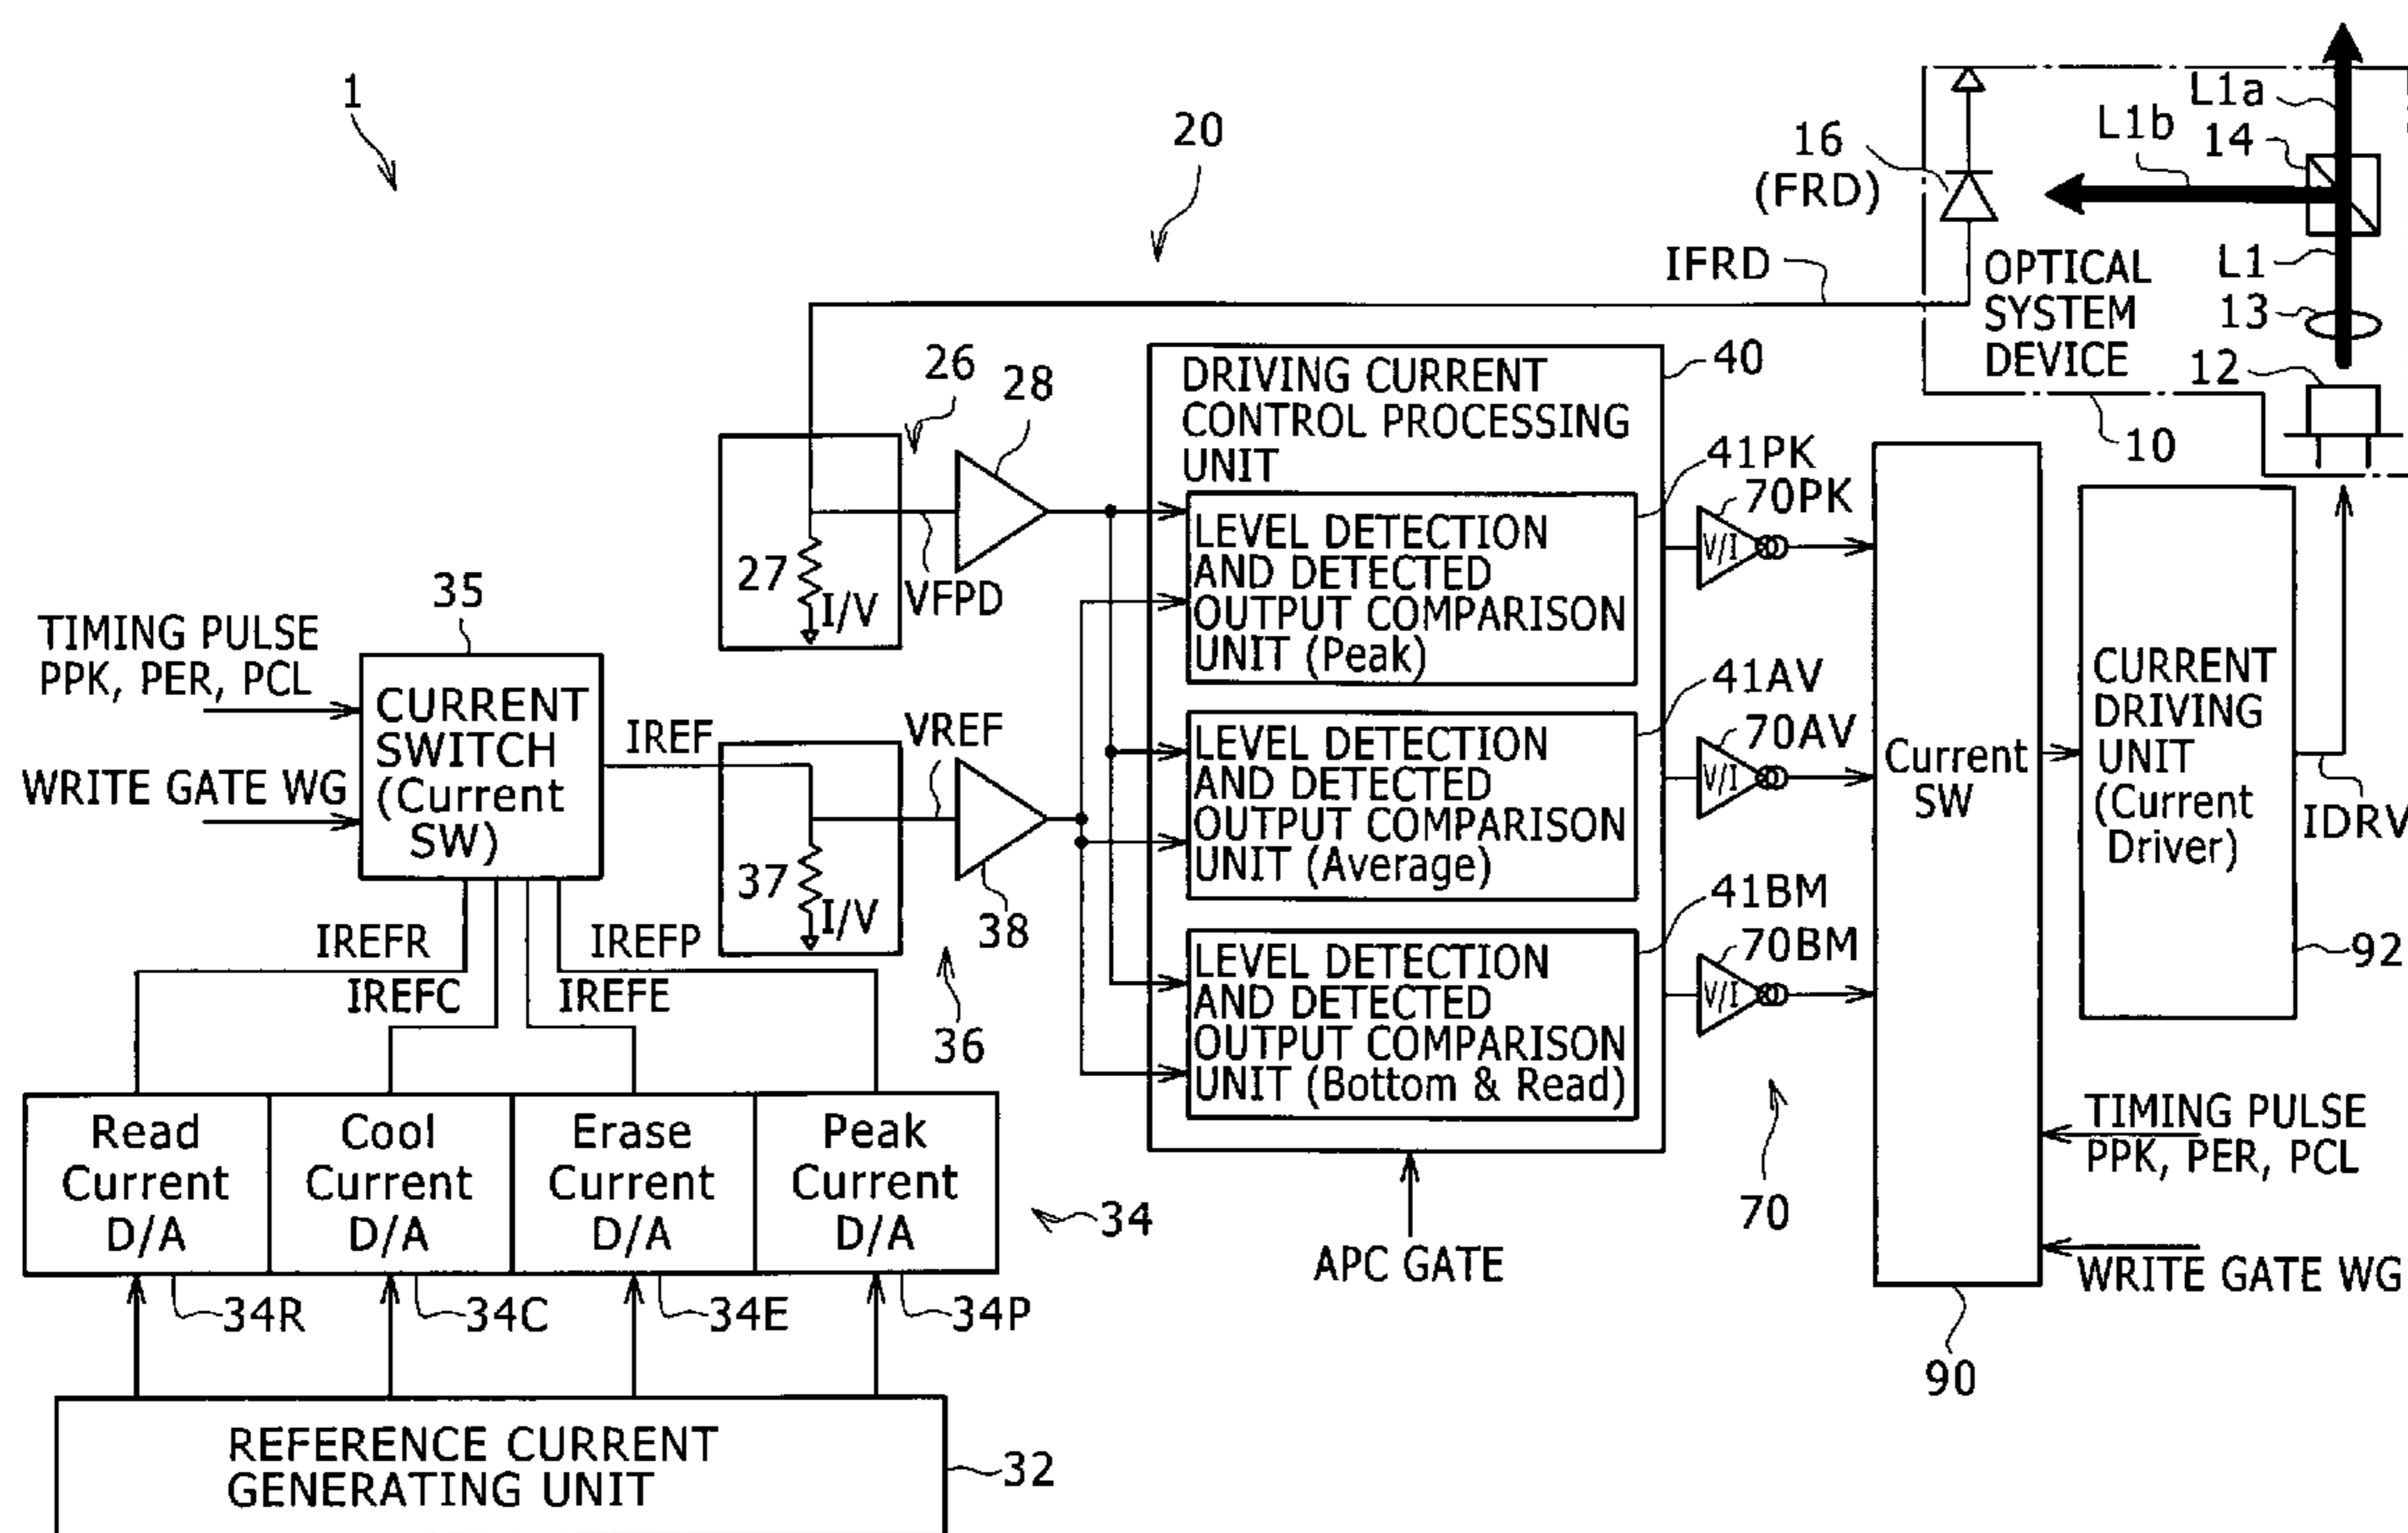 1
20
L1a
L1b
14
16
(FRD)
L1
IFRD
OPTICAL
SYSTEM
DEVICE
13
12
10
26
28
27
I/V
VFPD
DRIVING CURRENT
CONTROL PROCESSING
UNIT
40
41PK
LEVEL DETECTION
AND DETECTED
OUTPUT COMPARISON
UNIT (Peak)
41AV
LEVEL DETECTION
AND DETECTED
OUTPUT COMPARISON
UNIT (Average)
41BM
LEVEL DETECTION
AND DETECTED
OUTPUT COMPARISON
UNIT (Bottom & Read)
APC GATE
70PK
V/I
70AV
V/I
70BM
V/I
70
Current
SW
90
CURRENT
DRIVING
UNIT
(Current
Driver)
IDRV
92
TIMING PULSE
PPK, PER, PCL
WRITE GATE WG
35
TIMING PULSE
PPK, PER, PCL
WRITE GATE WG
CURRENT
SWITCH
(Current
SW)
IREF
VREF
37
I/V
38
36
IREFR
IREFP
IREFC
IREFE
Read
Current
D/A
Cool
Current
D/A
Erase
Current
D/A
Peak
Current
D/A
34
34R
34C
34E
34P
REFERENCE CURRENT
GENERATING UNIT
32